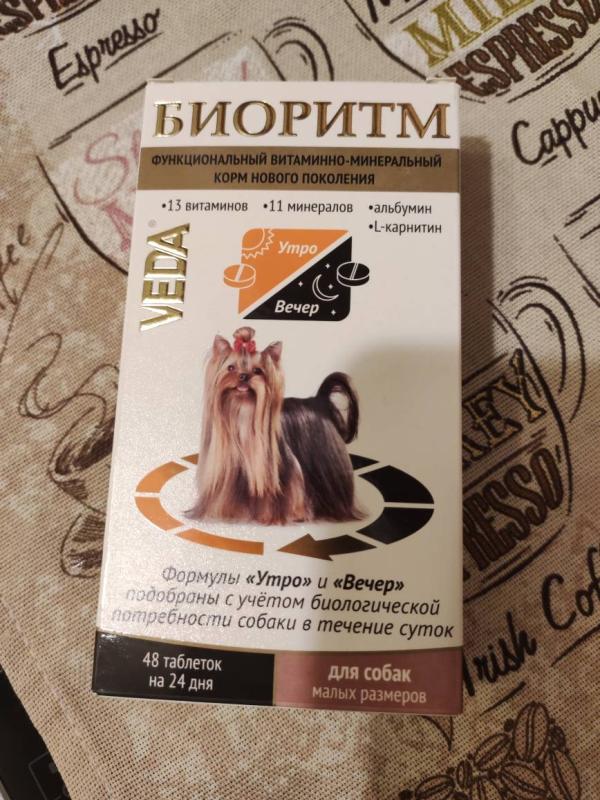 Espresso
ESPRESSO
Cappu
БИОРИТМ
ФУНКЦИОНАЛЬНЫЙ ВИТАМИННО-МИНЕРАЛЬНЫЙ
КОРМ НОВОГО ПОКОЛЕНИЯ
•13 витаминов •11 минералов •альбумин
•L-карнитин
VEDA®
Утро
Вечер
Формулы «Утро» и «Вечер»
подобраны с учётом биологической
потребности собаки в течение суток
48 таблеток
на 24 дня
для собак
малых размеров
Irish Cof